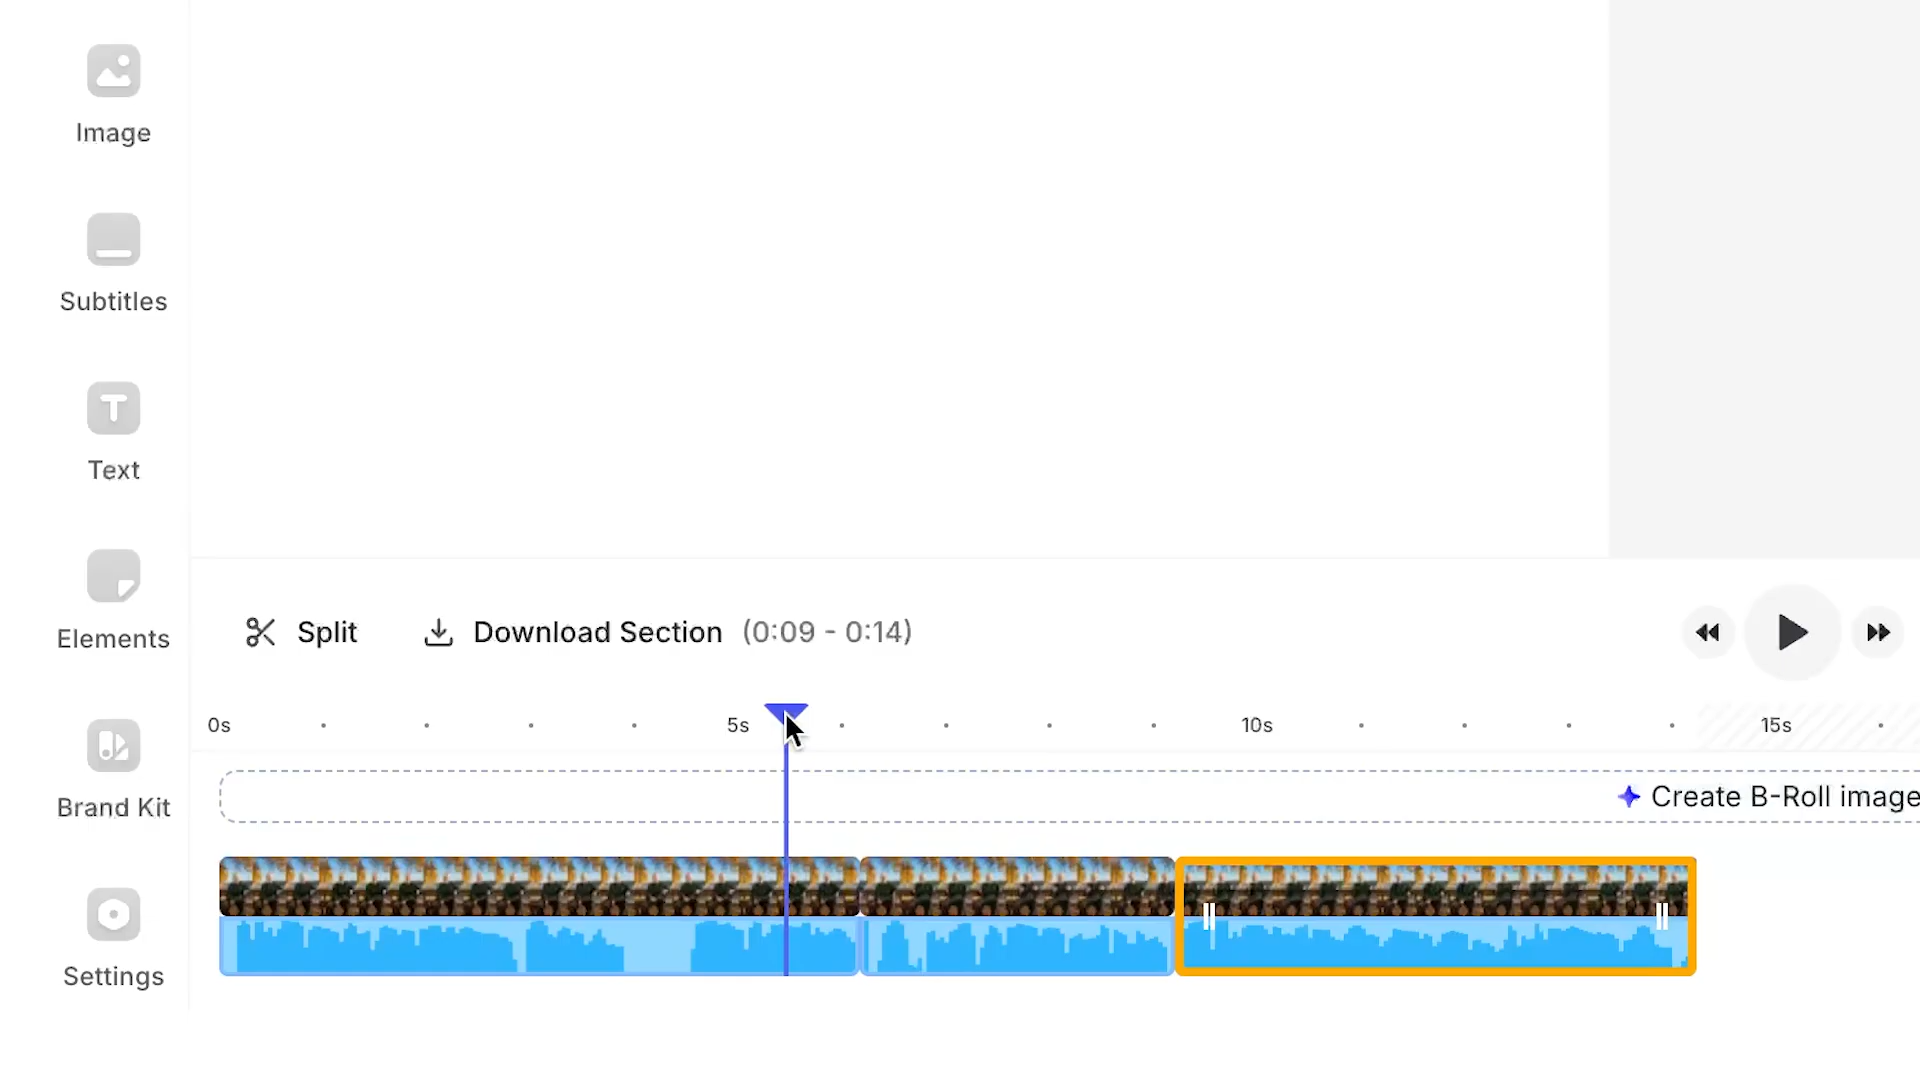 Image
Subtitles
Text
Elements
Brand Kit
Settings
Split
Download Section (0:09 - 0:14)
0s 5s 10s 15s
Create B-Roll image